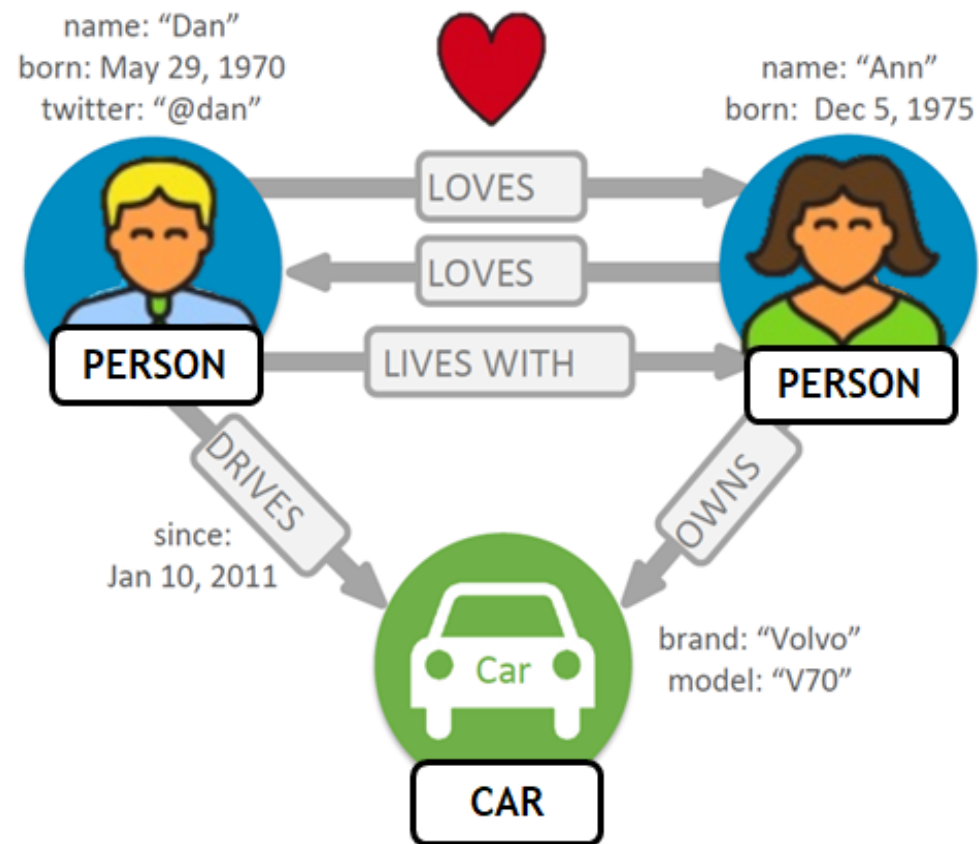 name: “Dan”
born: May 29, 1970
twitter: “@dan”
name: “Ann”
born: Dec 5, 1975
LOVES
LOVES
LIVES WITH
PERSON
PERSON
DRIVES
OWNS
since:
Jan 10, 2011
brand: “Volvo”
model: “V70”
Car
CAR